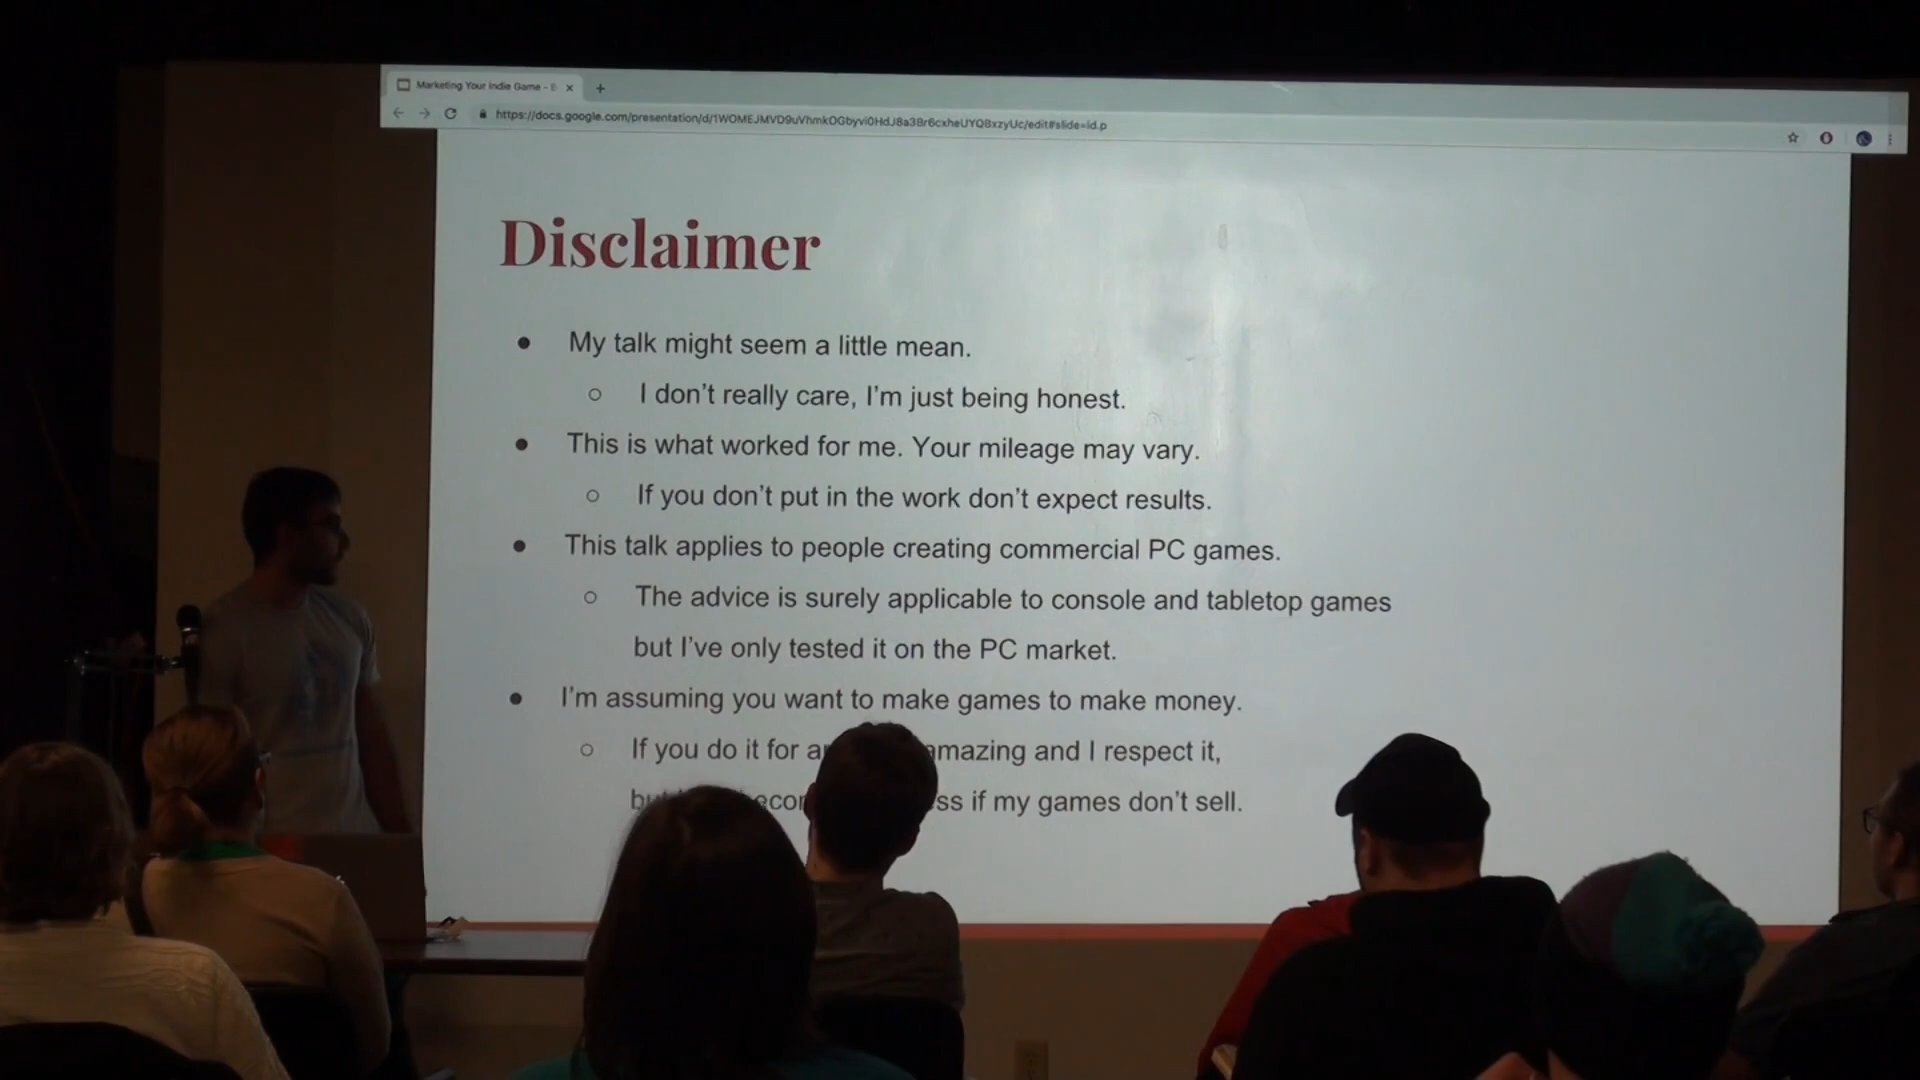 Marketing Your Indie Game -
https://docs.google.com/presentation/d/1WOMEJMVD9uVhmkOGbyvi0HdJ8a3Br6cxheUYQBxzyUc/edit#slide=id.p
Disclaimer
● My talk might seem a little mean.
○ I don't really care, I'm just being honest.
● This is what worked for me. Your mileage may vary.
○ If you don't put in the work don't expect results.
● This talk applies to people creating commercial PC games.
○ The advice is surely applicable to console and tabletop games
but I've only tested it on the PC market.
● I'm assuming you want to make games to make money.
○ If you do it for amazing and I respect it,
if my games don't sell.